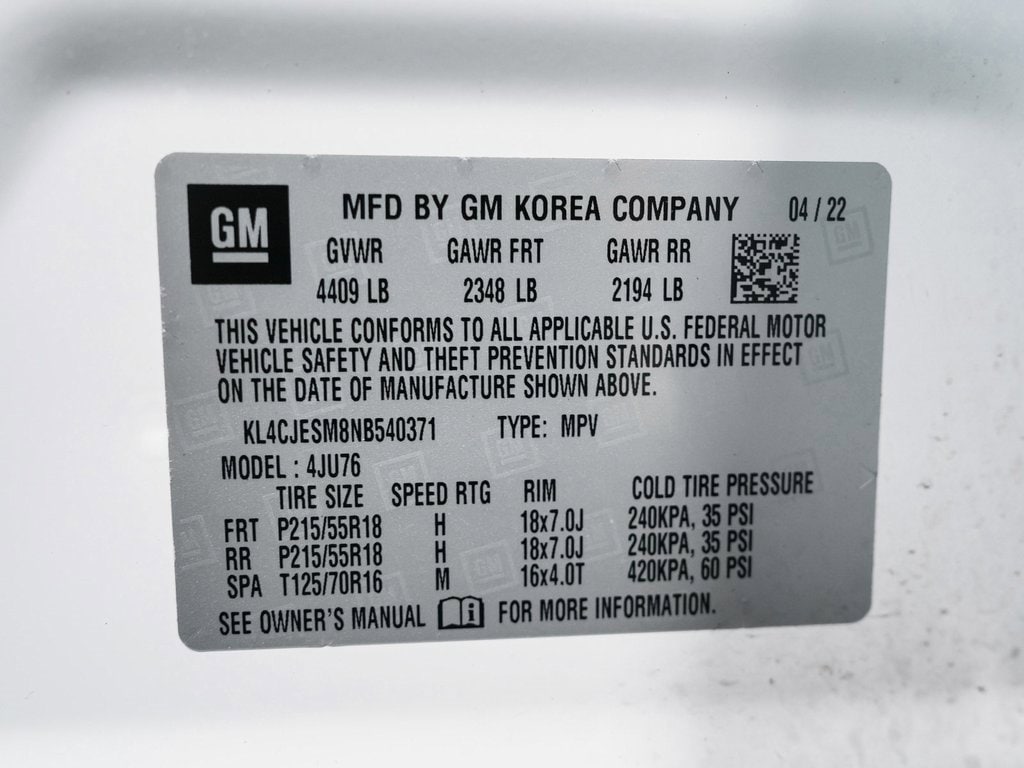 GM
MFD BY GM KOREA COMPANY 04 / 22
GVWR GAWR FRT GAWR RR
4409 LB 2348 LB 2194 LB
THIS VEHICLE CONFORMS TO ALL APPLICABLE U.S. FEDERAL MOTOR
VEHICLE SAFETY AND THEFT PREVENTION STANDARDS IN EFFECT
ON THE DATE OF MANUFACTURE SHOWN ABOVE.
KL4CJESM8NB540371 TYPE: MPV
MODEL : 4JU76
TIRE SIZE SPEED RTG RIM COLD TIRE PRESSURE
FRT P215/55R18 H 18x7.0J 240KPA, 35 PSI
RR P215/55R18 H 18x7.0J 240KPA, 35 PSI
SPA T125/70R16 M 16x4.0T 420KPA, 60 PSI
SEE OWNER'S MANUAL i FOR MORE INFORMATION.